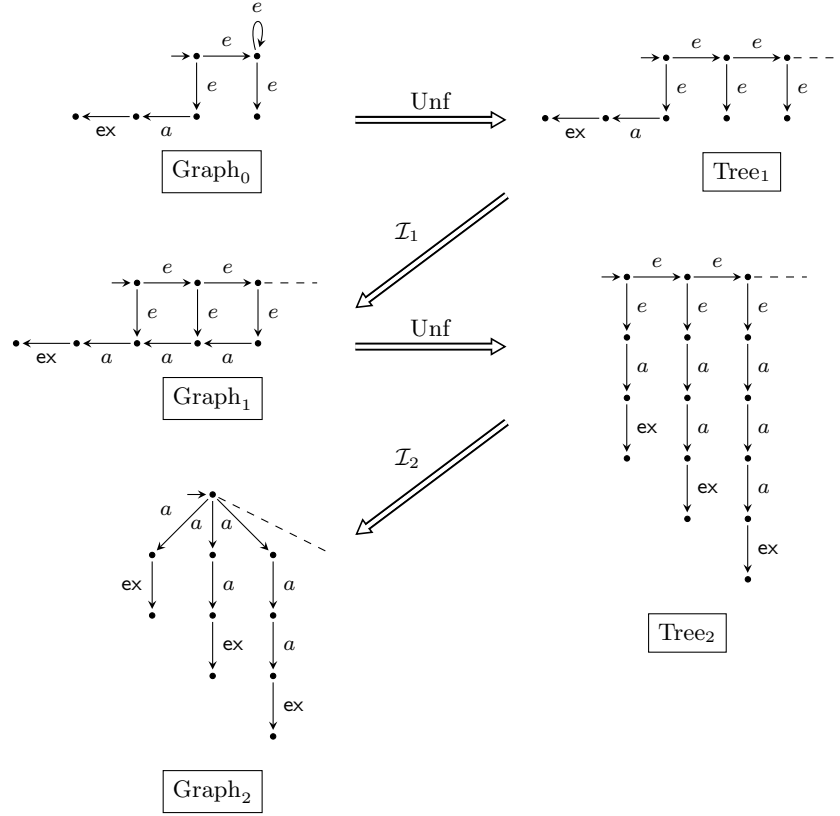 e
e e e
e e e e e
Unf
ex a ex a
Graph₀ Tree₁
𝓘₁
e e e e
e e e e e e
Unf
ex a a a a a a
Graph₁
ex a a
𝓘₂
ex a
a a a
ex
ex a a
ex a
Tree₂
ex
Graph₂